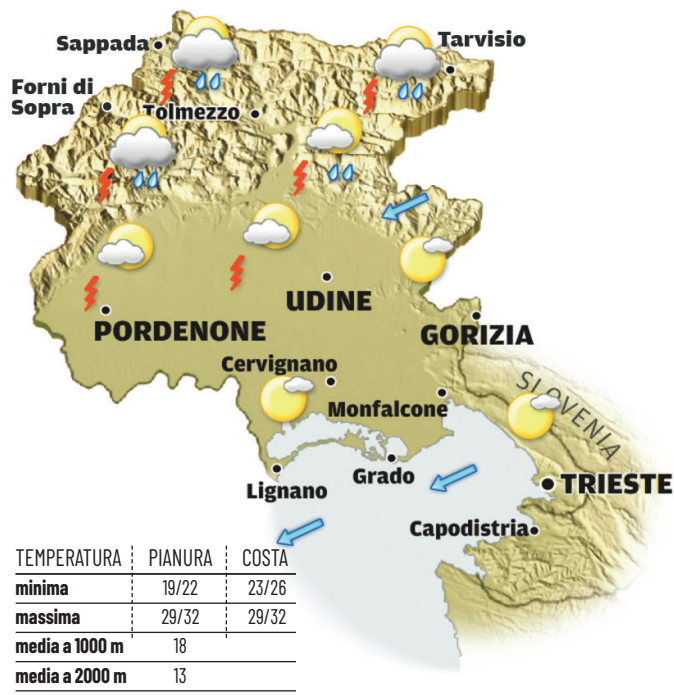 Sappada
Tarvisio
Forni di
Sopra
Tolmezzo
UDINE
PORDENONE
GORIZIA
Cervignano
SLOVENIA
Monfalcone
Grado
TRIESTE
Lignano
Capodistria
TEMPERATURA PIANURA COSTA
minima 19/22 23/26
massima 29/32 29/32
media a 1000 m 18
media a 2000 m 13